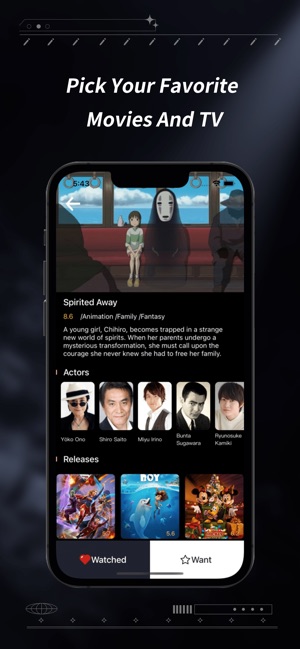 Pick Your Favorite
Movies And TV
5:43
Spirited Away
8.6 /Animation /Family /Fantasy
A young girl, Chihiro, becomes trapped in a strange
new world of spirits. When her parents undergo a
mysterious transformation, she must call upon the
courage she never knew she had to free her family.
Actors
Yôko Ono
Shiro Saito
Miyu Irino
Bunta
Sugawara
Ryunosuke
Kamiki
Releases
5.6
Watched
Want